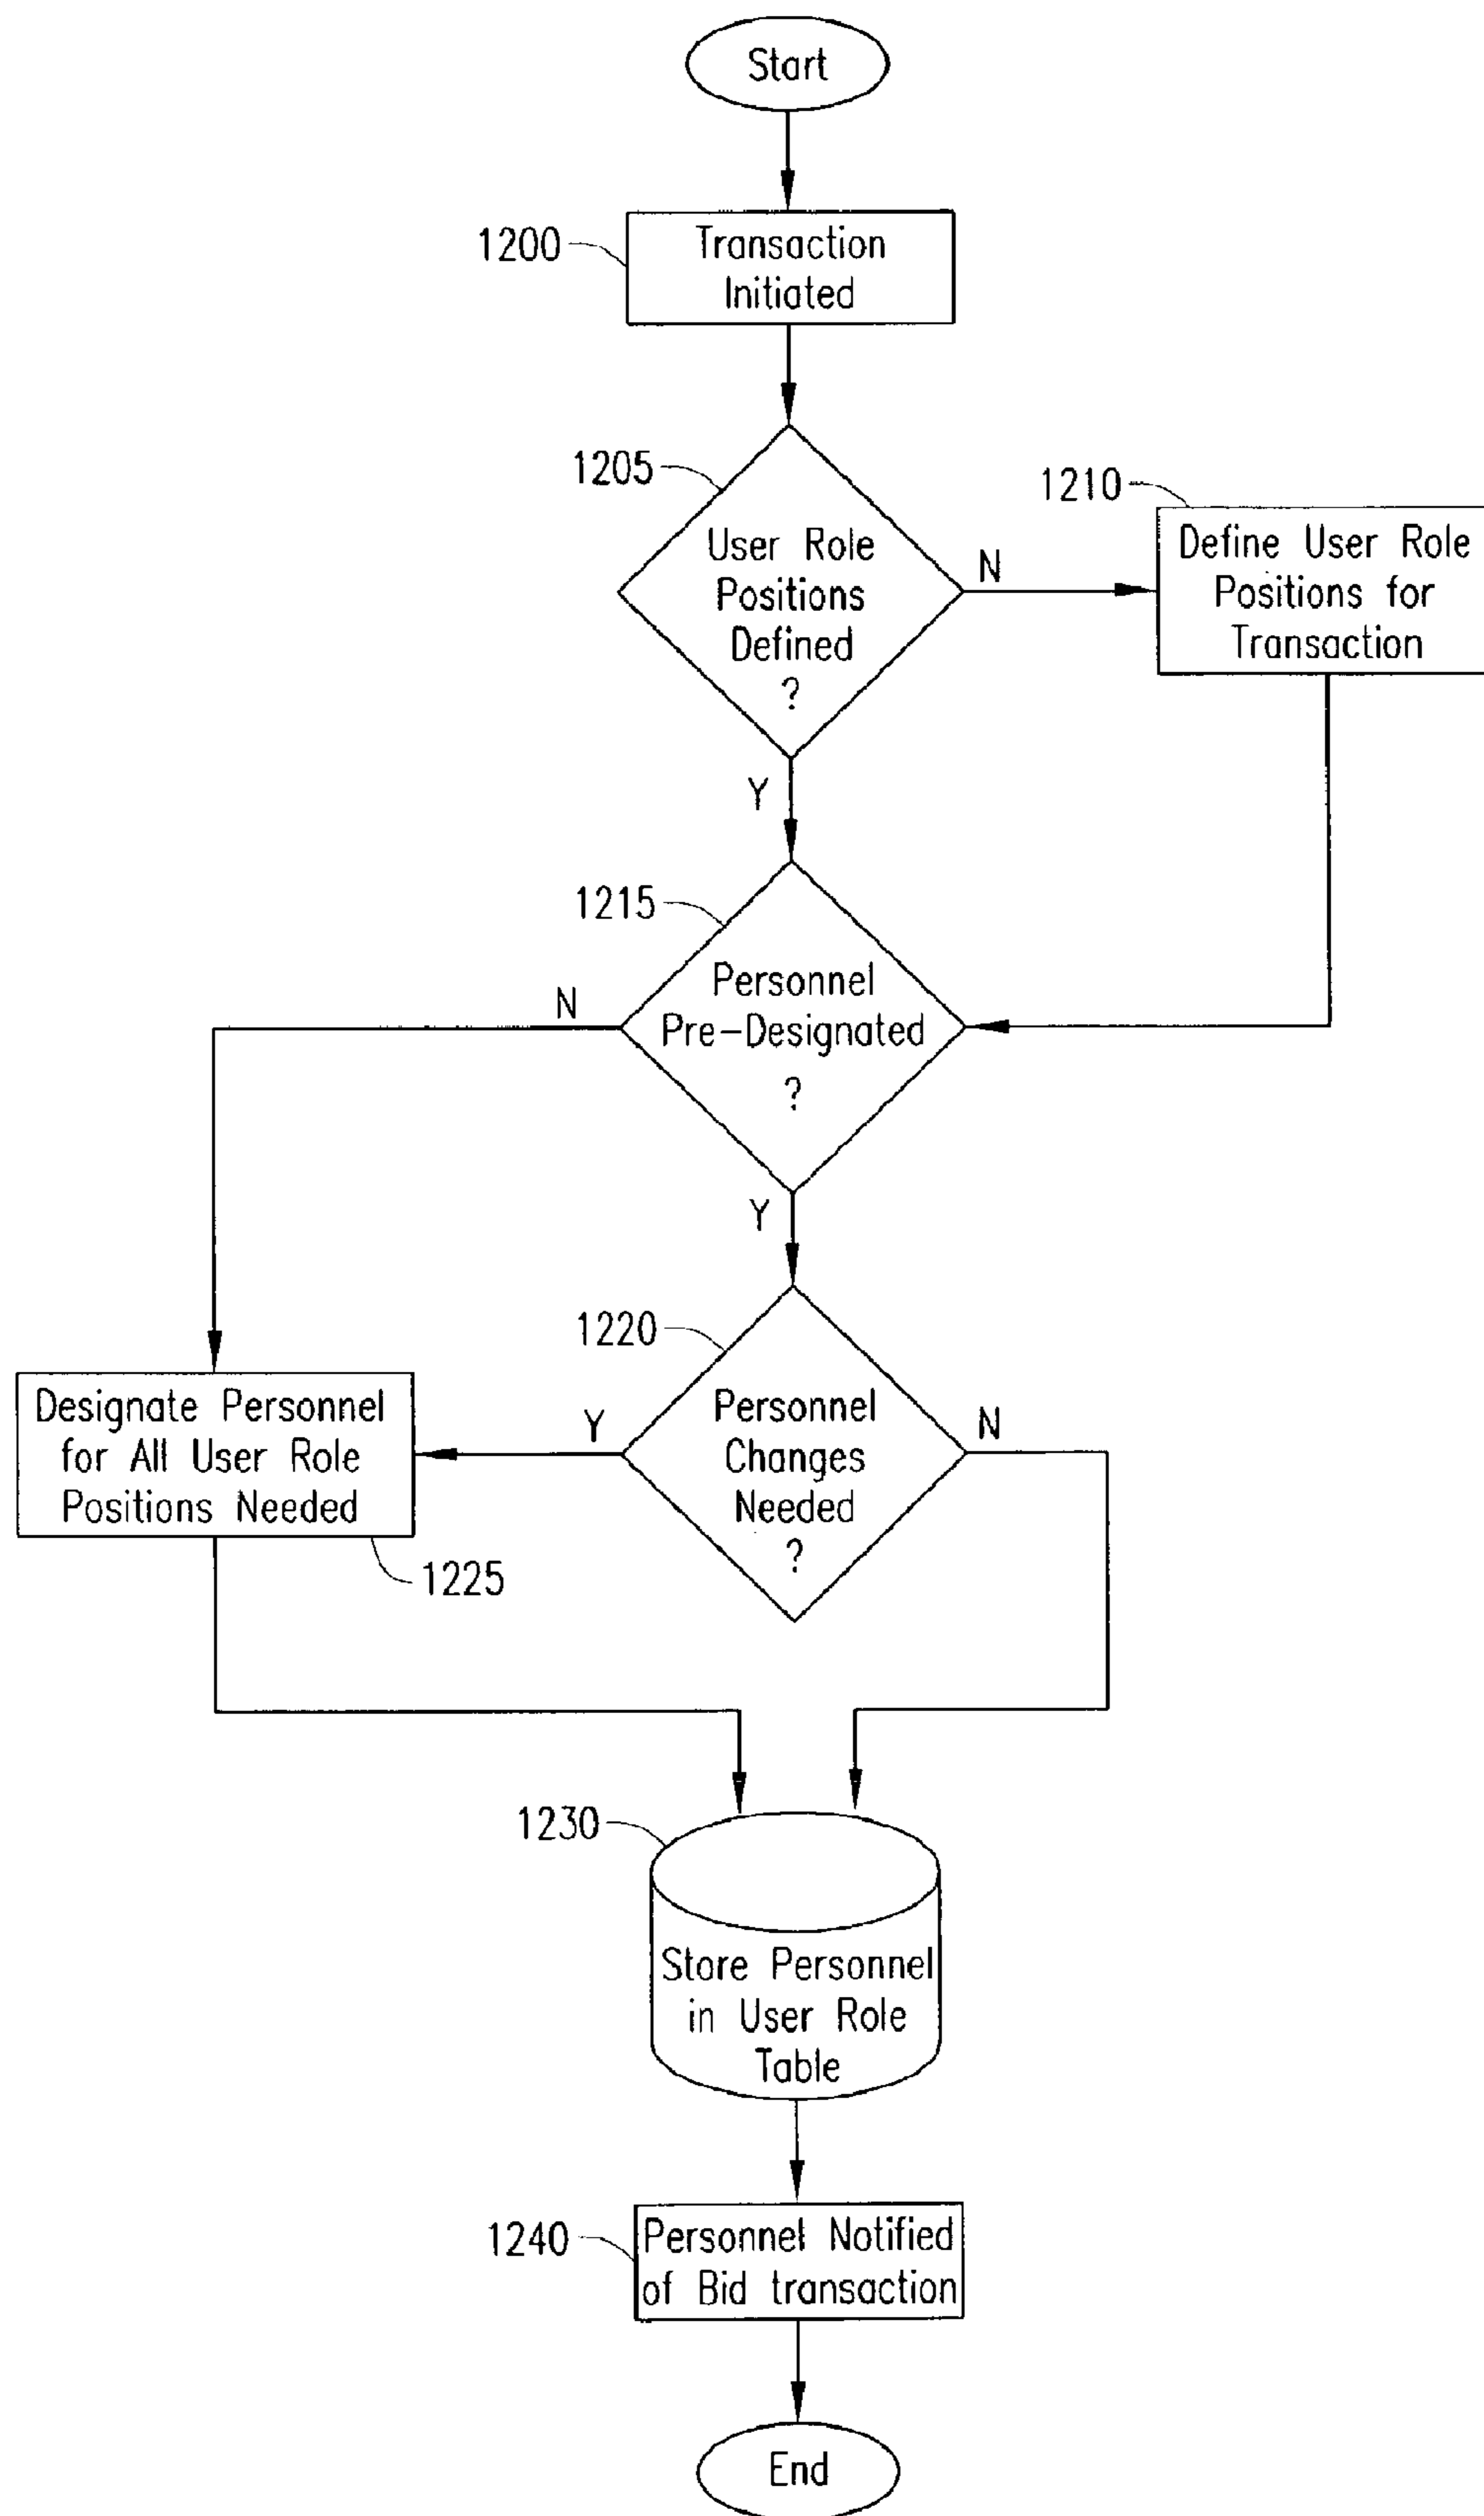 Start
1200
Transaction
Initiated
1205
User Role
Positions
Defined
?
N
1210
Define User Role
Positions for
Transaction
Y
1215
Personnel
Pre-Designated
?
N
Y
1220
Personnel
Changes
Needed
?
Y
N
Designate Personnel
for All User Role
Positions Needed
1225
1230
Store Personnel
in User Role
Table
1240
Personnel Notified
of Bid transaction
End